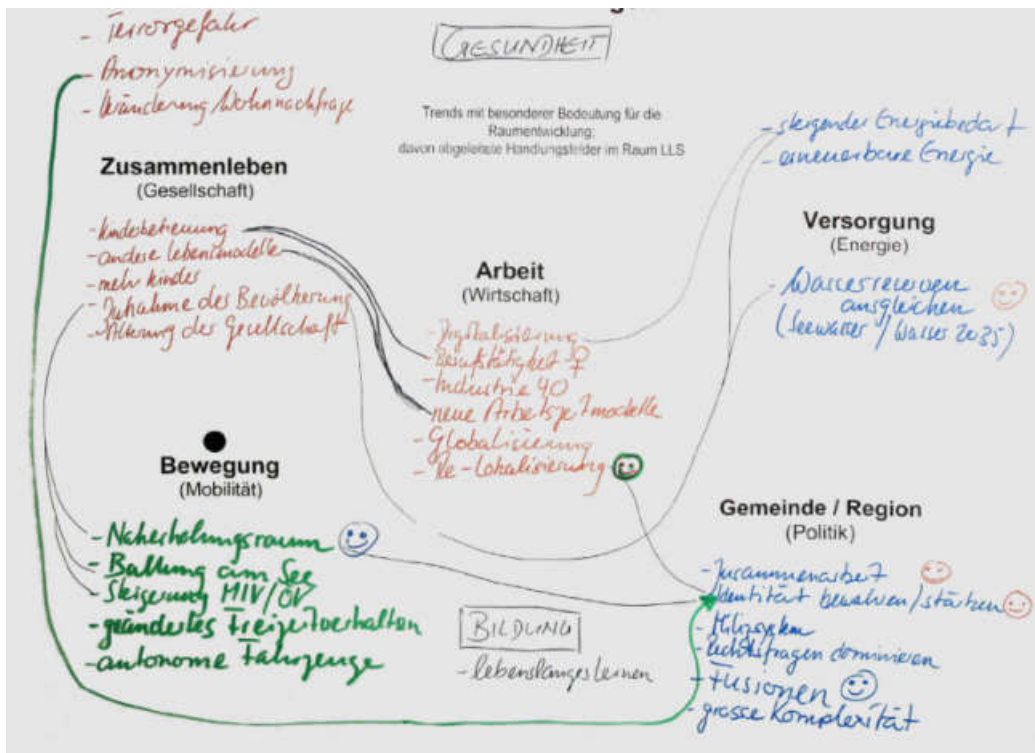 - Terrorgefahr
- Anonymisierung
- Veränderung Wohnnachfrage
GESUNDHEIT
Trends mit besonderer Bedeutung für die
Raumentwicklung;
davon abgeleitete Handlungsfelder im Raum LLS
- steigender Energiebedarf
- erneuerbare Energie
Zusammenleben
(Gesellschaft)
- Kinderbetreuung
- andere Lebensmodelle
- mehr Kinder
- Zunahme der Bevölkerung
- Alterung der Gesellschaft
Arbeit
(Wirtschaft)
- Digitalisierung
- Berufstätigkeit ♀
- Industrie 4.0
- neue Arbeitszeitmodelle
- Globalisierung
- Re-Lokalisierung
Versorgung
(Energie)
- Wasserreserven
ausgleichen
(Seewasser / Wasser 2035)
Bewegung
(Mobilität)
- Naherholungsraum
- Ballung am See
- Steigerung MIV/ÖV
- geändertes Freizeitverhalten
- autonome Fahrzeuge
BILDUNG
- lebenslanges lernen
Gemeinde / Region
(Politik)
- Zusammenarbeit
- Identität bewahren/stärken
- Milizsystem
- Rechtsfragen dominieren
- Fusionen
- grosse Komplexität